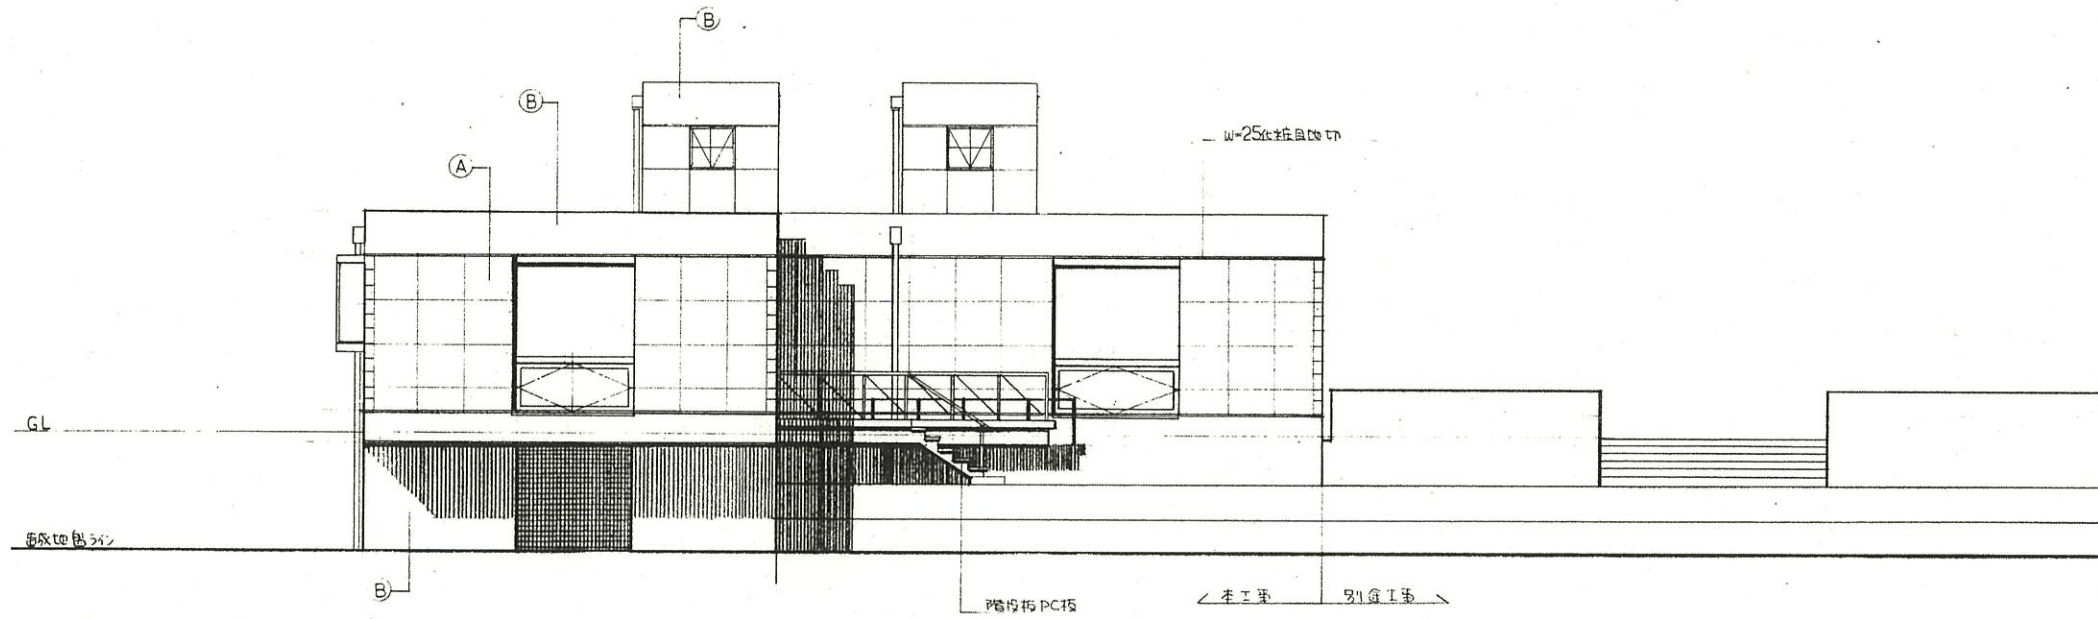 B
B
A
W=25化粧目地切
GL
造成地盤ライン
B
階段板PC板
本工事
別途工事